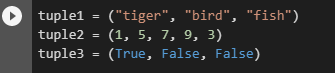 tuple1 = ("tiger", "bird", "fish")
tuple2 = (1, 5, 7, 9, 3)
tuple3 = (True, False, False)